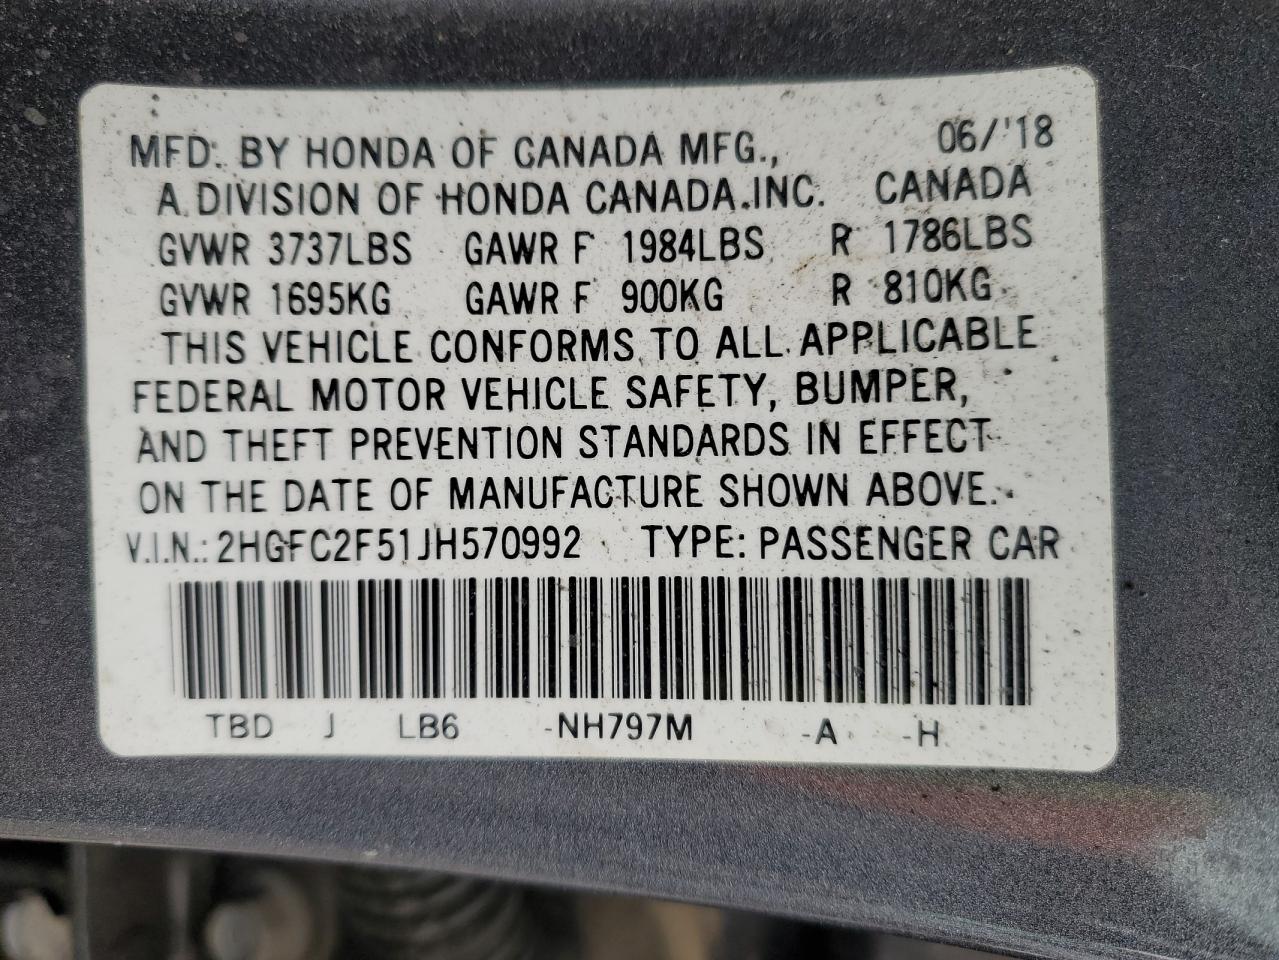 MFD. BY HONDA OF CANADA MFG., 06/'18
A DIVISION OF HONDA CANADA.INC. CANADA
GVWR 3737LBS GAWR F 1984LBS R 1786LBS
GVWR 1695KG GAWR F 900KG R 810KG
THIS VEHICLE CONFORMS TO ALL APPLICABLE
FEDERAL MOTOR VEHICLE SAFETY, BUMPER,
AND THEFT PREVENTION STANDARDS IN EFFECT
ON THE DATE OF MANUFACTURE SHOWN ABOVE.
V.I.N.: 2HGFC2F51JH570992 TYPE: PASSENGER CAR
TBD J LB6 -NH797M -A -H